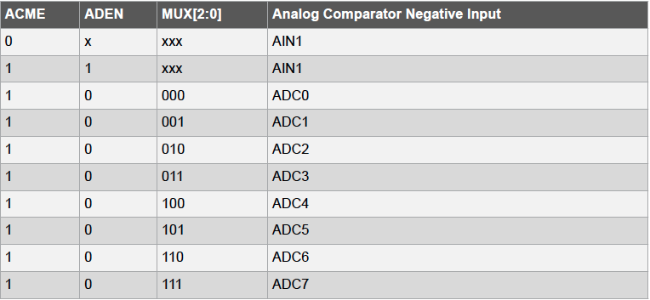 ACME ADEN MUX[2:0] Analog Comparator Negative Input
0 x xxx AIN1
1 1 xxx AIN1
1 0 000 ADC0
1 0 001 ADC1
1 0 010 ADC2
1 0 011 ADC3
1 0 100 ADC4
1 0 101 ADC5
1 0 110 ADC6
1 0 111 ADC7